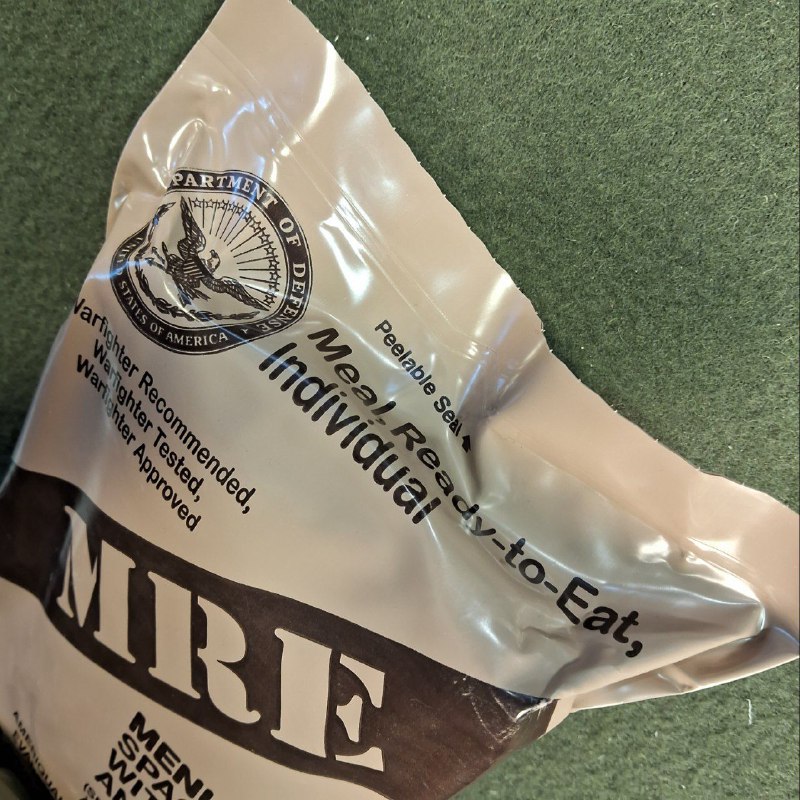 DEPARTMENT OF DEFENSE
STATES OF AMERICA
Peelable Seal
Meal, Ready-to-Eat,
Individual
Warfighter Recommended,
Warfighter Tested,
Warfighter Approved
MRE
MENU